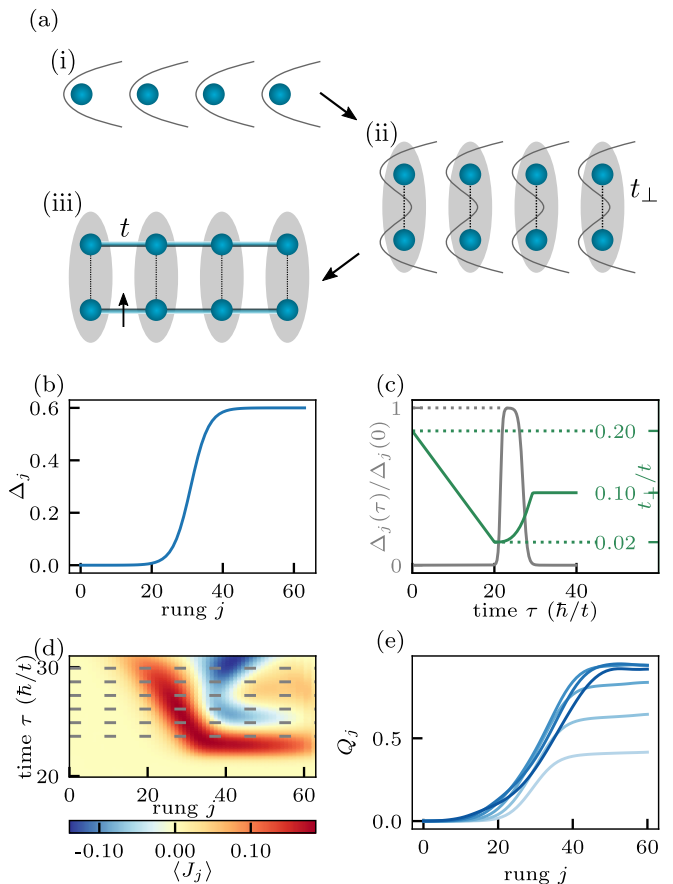 (a)
(i)
(ii)
t⊥
(iii)
t
(b)
0.6
0.4
0.2
0.0
Δj
0 20 40 60
rung j
(c)
1
0
Δj(τ)/Δj(0)
0.20
0.10
0.02
t⊥/t
0 20 40
time τ (ħ/t)
(d)
30
20
time τ (ħ/t)
0 20 40 60
rung j
-0.10 0.00 0.10
⟨Jj⟩
(e)
0.5
0.0
Qj
0 20 40 60
rung j